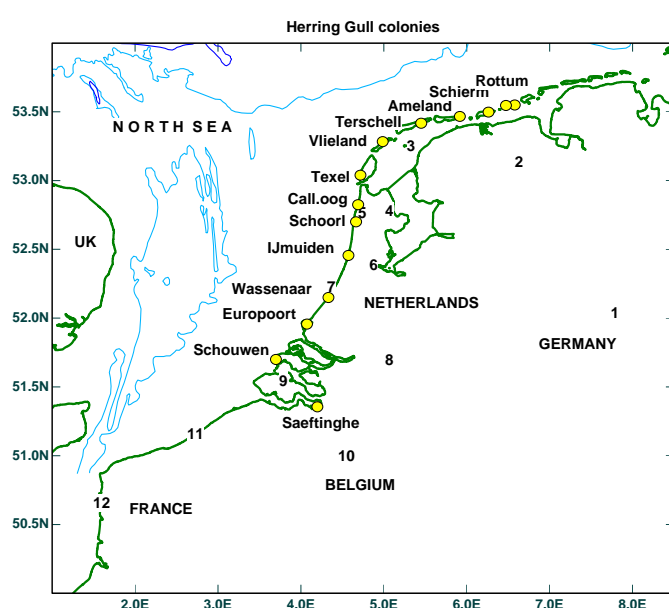 Herring Gull colonies
53.5N
53.0N
52.5N
52.0N
51.5N
51.0N
50.5N
NORTH SEA
UK
Rottum
Schierm
Ameland
Terschell
Vlieland
3
2
Texel
Call.oog
4
5
Schoorl
IJmuiden
6
Wassenaar
7
NETHERLANDS
1
Europoort
GERMANY
Schouwen
8
9
Saeftinghe
11
10
BELGIUM
12
FRANCE
2.0E 3.0E 4.0E 5.0E 6.0E 7.0E 8.0E